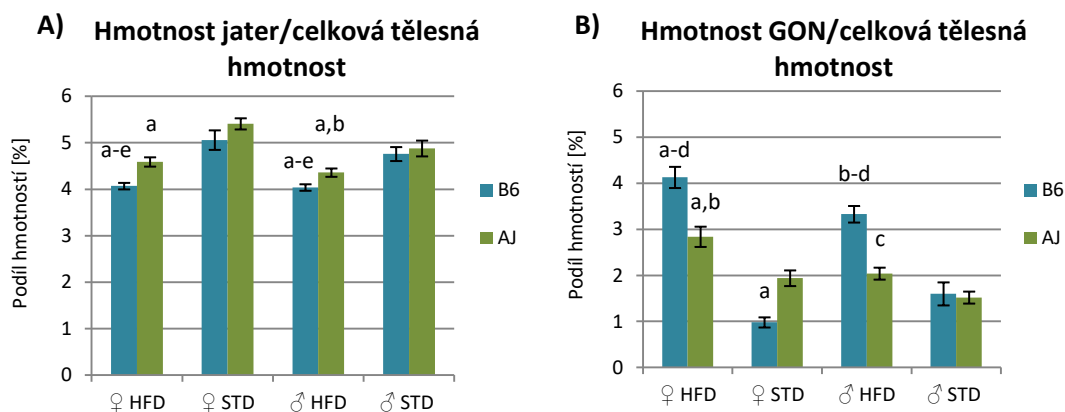 A)
Hmotnost jater/celková tělesná
hmotnost
Podíl hmotností [%]
6
5
4
3
2
1
0
a-e
a
a-e
a,b
♀ HFD
♀ STD
♂ HFD
♂ STD
B6
AJ
B)
Hmotnost GON/celková tělesná
hmotnost
Podíl hmotností [%]
6
5
4
3
2
1
0
a-d
a,b
a
b-d
c
♀ HFD
♀ STD
♂ HFD
♂ STD
B6
AJ